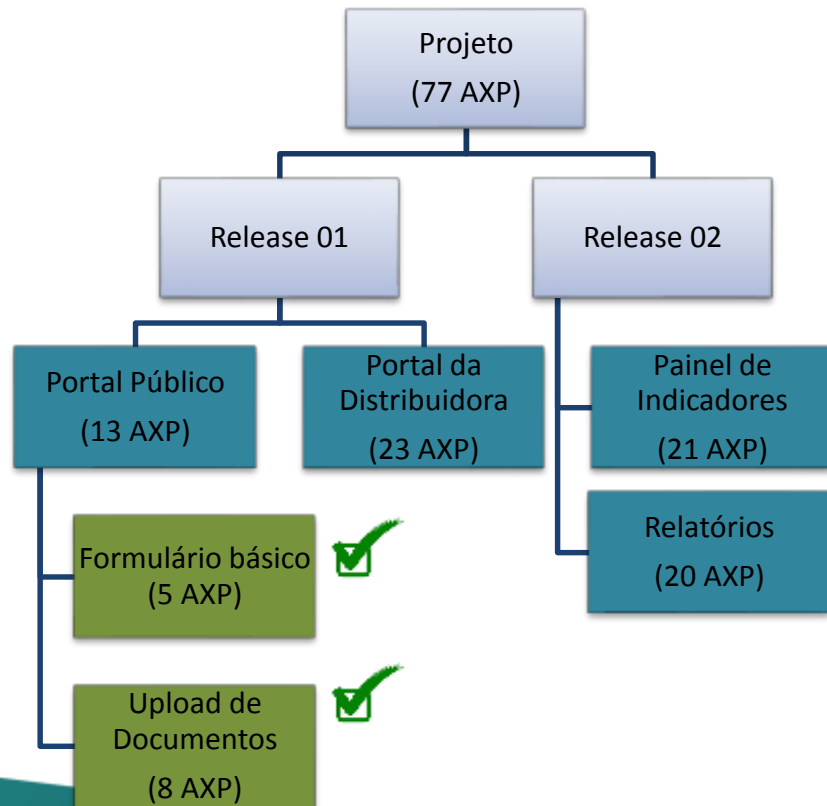 Projeto
(77 AXP)
Release 01
Release 02
Portal Público
(13 AXP)
Portal da
Distribuidora
(23 AXP)
Painel de
Indicadores
(21 AXP)
Formulário básico
(5 AXP)
Relatórios
(20 AXP)
Upload de
Documentos
(8 AXP)